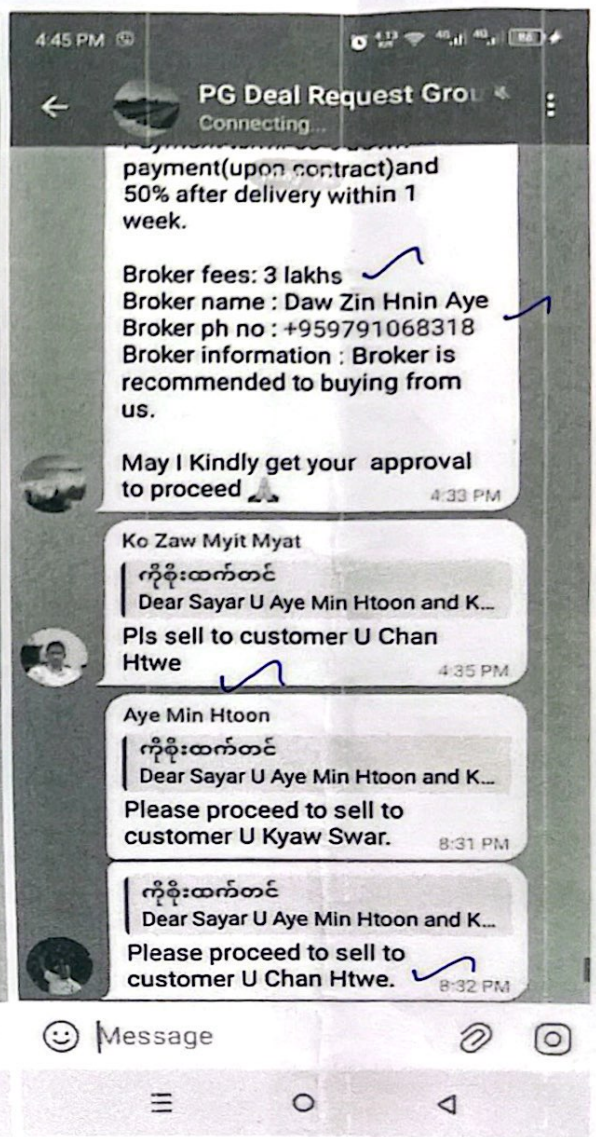 4:45 PM
4.13
4G 4G 86
PG Deal Request Grou
Connecting...
payment(upon contract)and
50% after delivery within 1
week.
Broker fees: 3 lakhs
Broker name : Daw Zin Hnin Aye
Broker ph no : +959791068318
Broker information : Broker is
recommended to buying from
us.
May I Kindly get your approval
to proceed 🙏
4:33 PM
Ko Zaw Myit Myat
ကိုစိုးထက်တင်
Dear Sayar U Aye Min Htoon and K...
Pls sell to customer U Chan
Htwe
4:35 PM
Aye Min Htoon
ကိုစိုးထက်တင်
Dear Sayar U Aye Min Htoon and K...
Please proceed to sell to
customer U Kyaw Swar.
8:31 PM
ကိုစိုးထက်တင်
Dear Sayar U Aye Min Htoon and K...
Please proceed to sell to
customer U Chan Htwe.
8:32 PM
Message